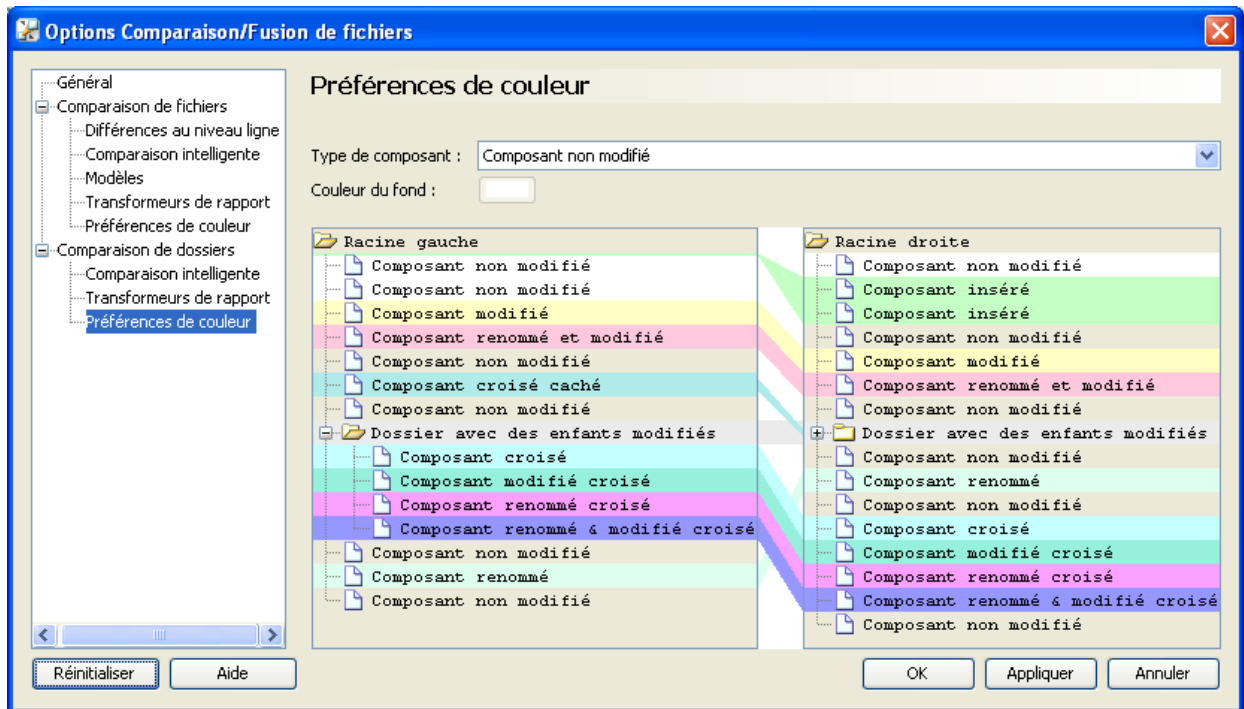 Options Comparaison/Fusion de fichiers
Général
Comparaison de fichiers
Différences au niveau ligne
Comparaison intelligente
Modèles
Transformeurs de rapport
Préférences de couleur
Comparaison de dossiers
Comparaison intelligente
Transformeurs de rapport
Préférences de couleur
Préférences de couleur
Type de composant :
Composant non modifié
Couleur du fond :
Racine gauche
Composant non modifié
Composant non modifié
Composant modifié
Composant renommé et modifié
Composant non modifié
Composant croisé caché
Composant non modifié
Dossier avec des enfants modifiés
Composant croisé
Composant modifié croisé
Composant renommé croisé
Composant renommé & modifié croisé
Composant non modifié
Composant renommé
Composant non modifié
Racine droite
Composant non modifié
Composant inséré
Composant inséré
Composant non modifié
Composant modifié
Composant renommé et modifié
Composant non modifié
Dossier avec des enfants modifiés
Composant non modifié
Composant renommé
Composant non modifié
Composant croisé
Composant modifié croisé
Composant renommé croisé
Composant renommé & modifié croisé
Composant non modifié
Réinitialiser
Aide
OK
Appliquer
Annuler